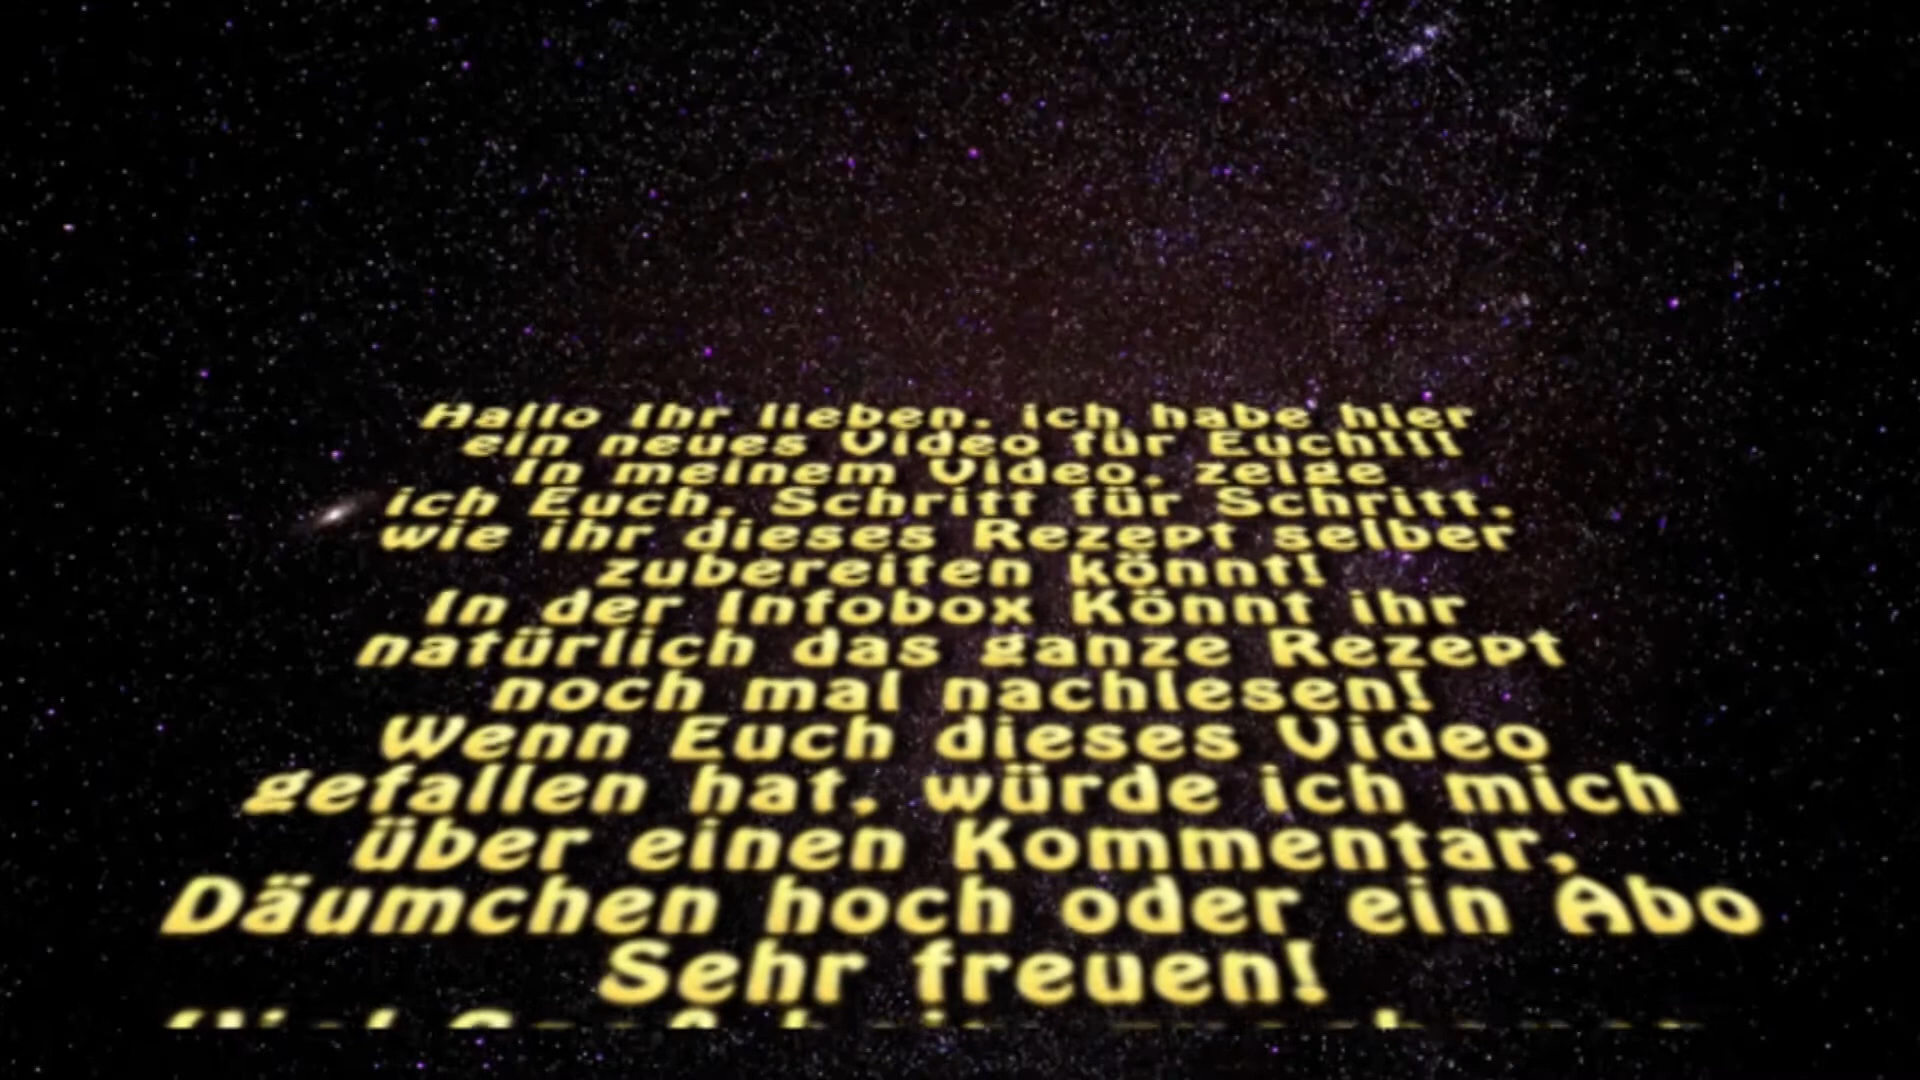 Hallo Ihr lieben, ich habe hier
ein neues Video für Euch!!!
In meinem Video, zeige
ich Euch, Schritt für Schritt,
wie ihr dieses Rezept selber
zubereiten könnt!
In der Infobox Könnt ihr
natürlich das ganze Rezept
noch mal nachlesen!
Wenn Euch dieses Video
gefallen hat, würde ich mich
über einen Kommentar,
Däumchen hoch oder ein Abo
Sehr freuen!